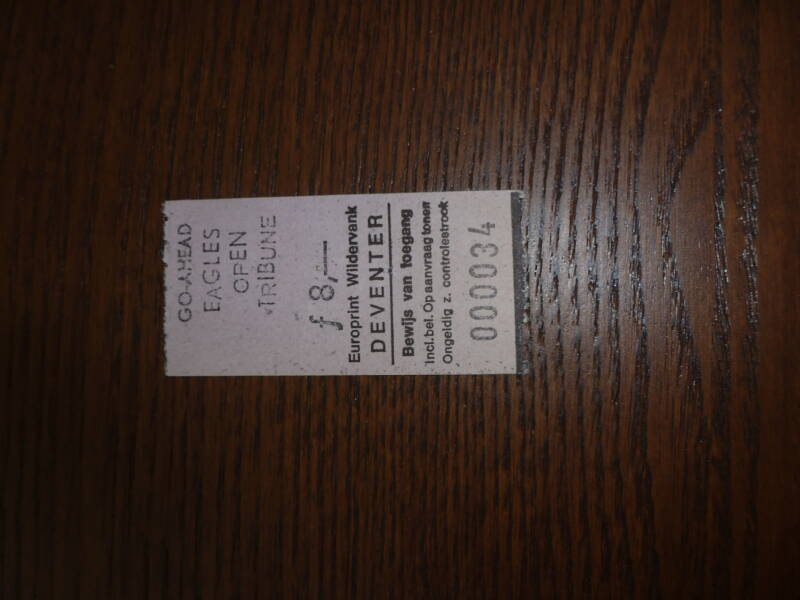 GO-AHEAD
EAGLES
OPEN
TRIBUNE
f 8,—
Europrint Wildervank
DEVENTER
Bewijs van toegang
Incl. bel. Op aanvraag tonen
Ongeldig z. controlestrook
000034